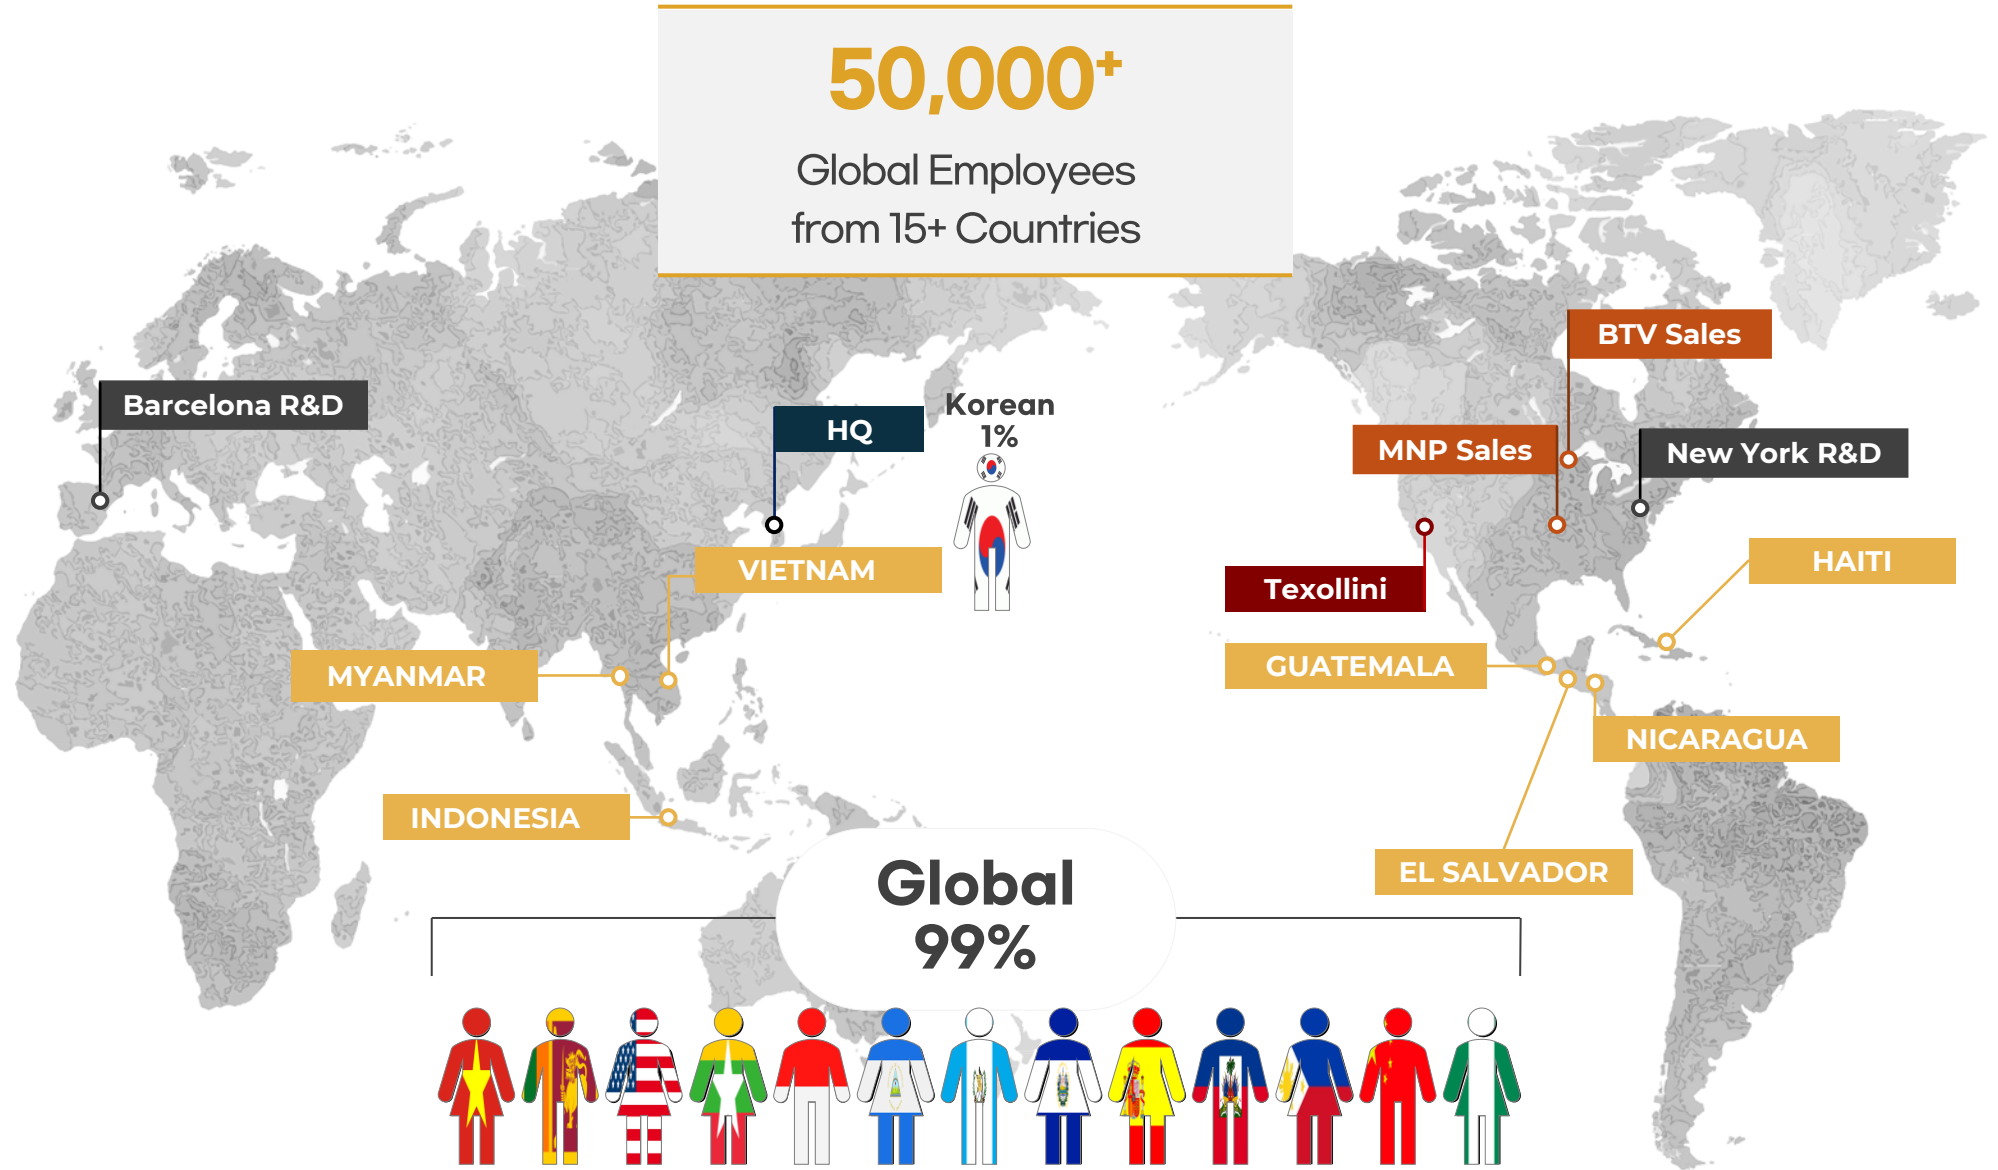 50,000+
Global Employees
from 15+ Countries
BTV Sales
Barcelona R&D
HQ
Korean
1%
MNP Sales
New York R&D
VIETNAM
HAITI
Texollini
MYANMAR
GUATEMALA
NICARAGUA
INDONESIA
EL SALVADOR
Global
99%